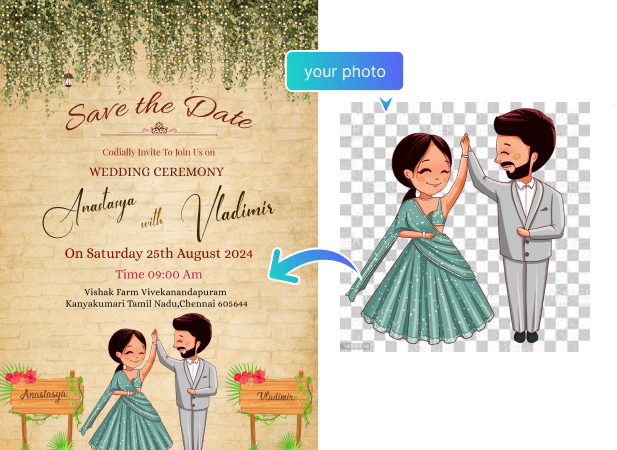 your photo
Save the Date
Codially Invite To Join Us on
WEDDING CEREMONY
Anastasya
with
Vladimir
On Saturday 25th August 2024
Time 09:00 Am
Vishak Farm Vivekanandapuram
Kanyakumari Tamil Nadu,Chennai 605644
Anastasya
Vladimir